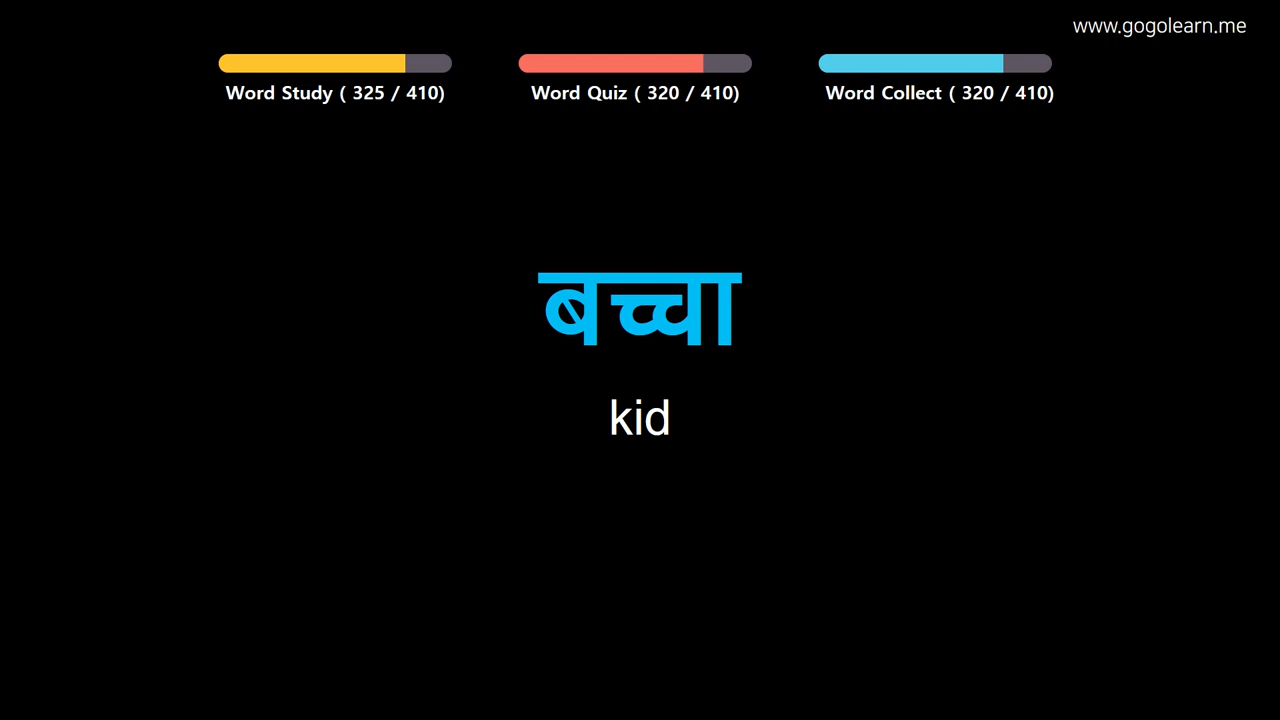 www.gogolearn.me
Word Study ( 325 / 410)
Word Quiz ( 320 / 410)
Word Collect ( 320 / 410)
बच्चा
kid